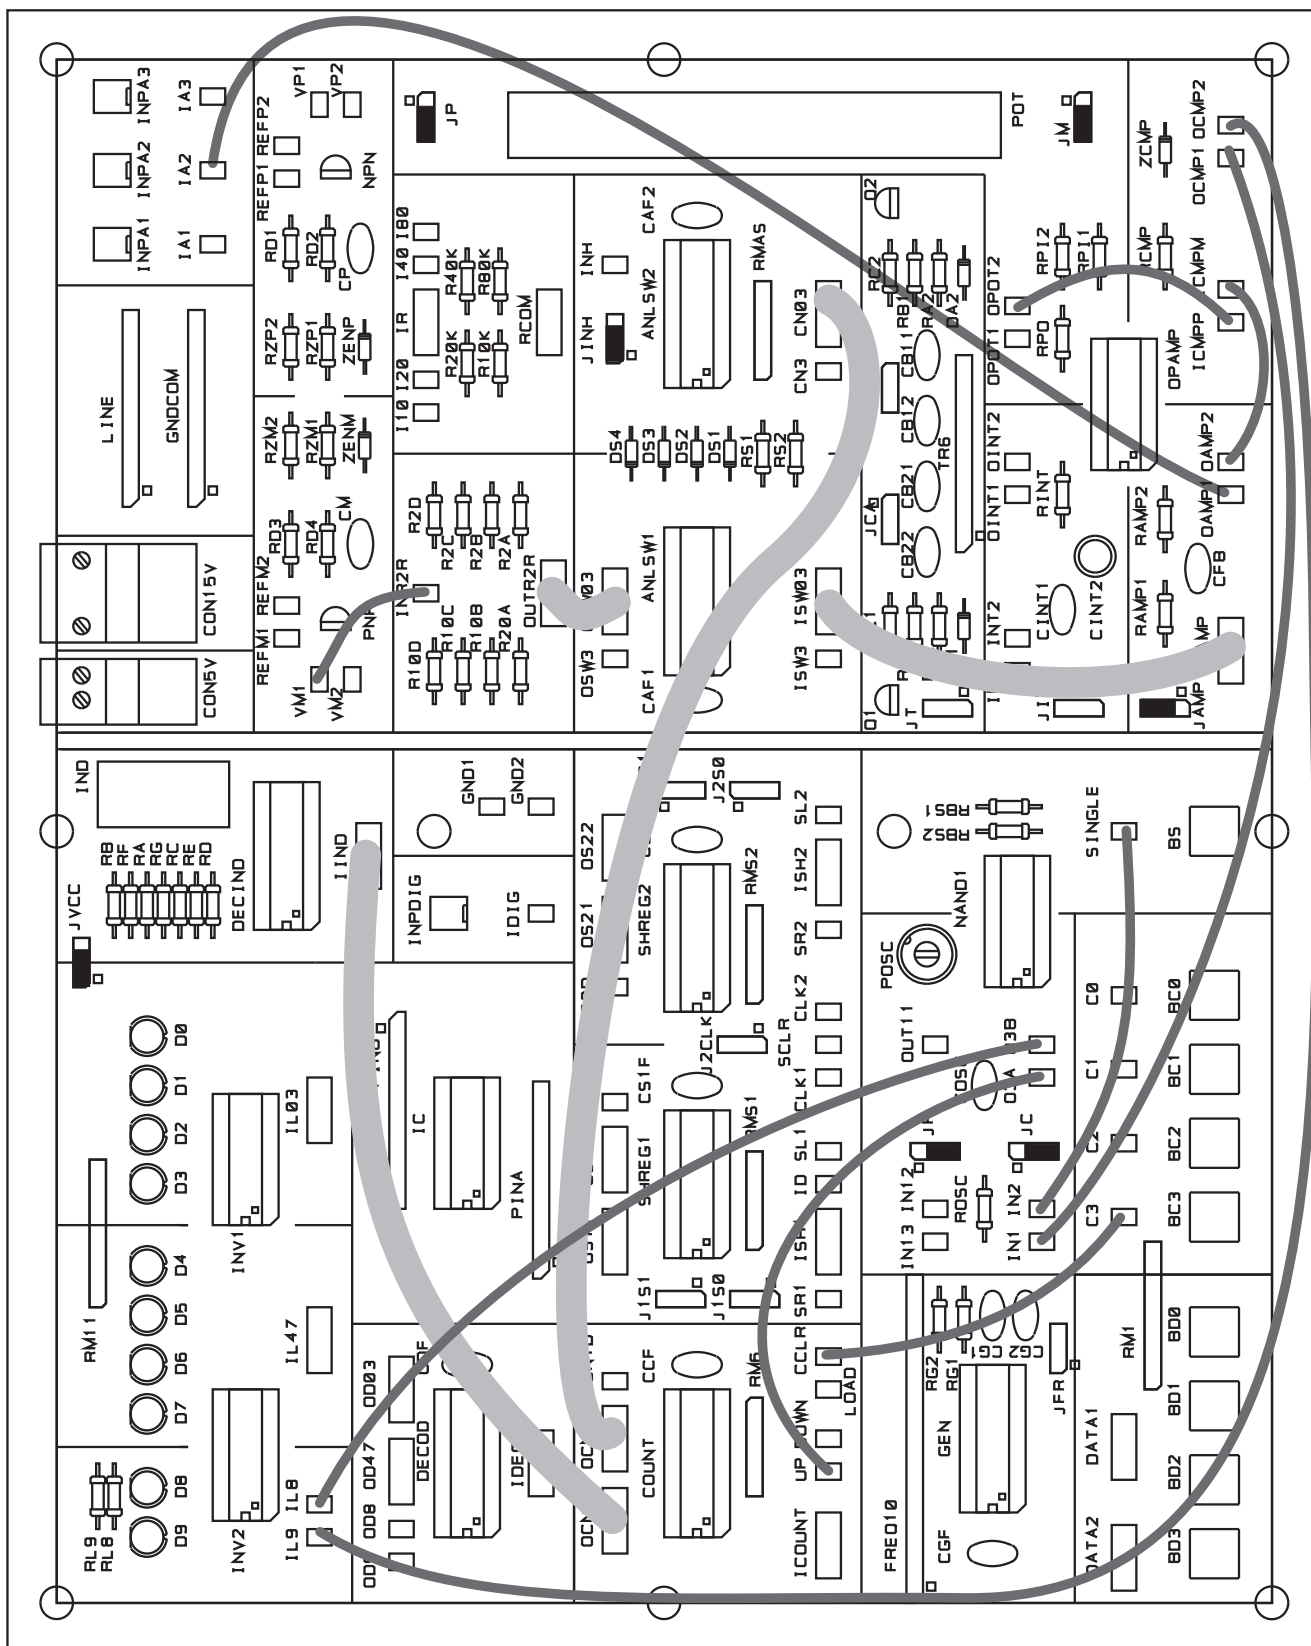 INPA3
IA3
INPA2
IA2
INPA1
IA1
REFP2
REFP1
VP1
VP2
NPN
RD1
RD2
CP
RZP2
RZP1
ZENP
RZM2
RZM1
ZENM
RD3
RD4
CM
REFM2
REFM1
VM1
VM2
LINE
GNDCOM
CON15V
CON5V
JP
POT
JM
I80
I40
IR
I20
I10
R40K
R80K
R20K
R10K
RCOM
R2D
R2C
R2B
R2A
R10D
R10C
R10B
R20A
OUTR2R
INH
JINH
CAF2
ANLSW2
RMAS
CN03
CN3
DS4
DS3
DS2
DS1
RS1
RS2
ANLSW1
OSW3
CAF1
ISW03
ISW3
RC2
RB1
RA2
DA2
CB11
CB12
CB21
CB22
TR6
JT
OPOT2
OPOT1
RPI2
RPI1
RPO
OINT2
OINT1
RINT
CINT1
CINT2
INT2
ZCMP
OCMP2
OCMP1
ICMPM
ICMPP
OPAMP
OAMP2
OAMP1
RAMP2
RAMP1
CFB
JAMP
IND
RB
RF
RA
RG
RC
RE
RD
JVCC
DECIND
IIND
GND1
GND2
INPDIG
IDIG
OS22
OS21
SHREG2
RMS2
J2S0
SL2
ISH2
SR2
CLK2
J2CLK
SCLR
CLK1
RBS1
RBS2
NAND1
POSC
SINGLE
BS
OUT11
JC
C0
C1
C2
C3
BC0
BC1
BC2
BC3
IN12
IN13
ROSC
IN2
IN1
D0
D1
D2
D3
D4
D5
D6
D7
D8
D9
RM11
RL9
RL8
INV1
INV2
IL03
IL47
IL8
IL9
IC
PINA
CS1F
SHREG1
RMS1
SL1
ID
SR1
J1S1
J1S0
OD03
OD47
OD8
DECOD
CCF
COUNT
CCLR
LOAD
DOWN
UP
ICOUNT
RG2
RG1
CG1
CG2
JFR
GEN
CGF
RM1
DATA1
DATA2
BD0
BD1
BD2
BD3